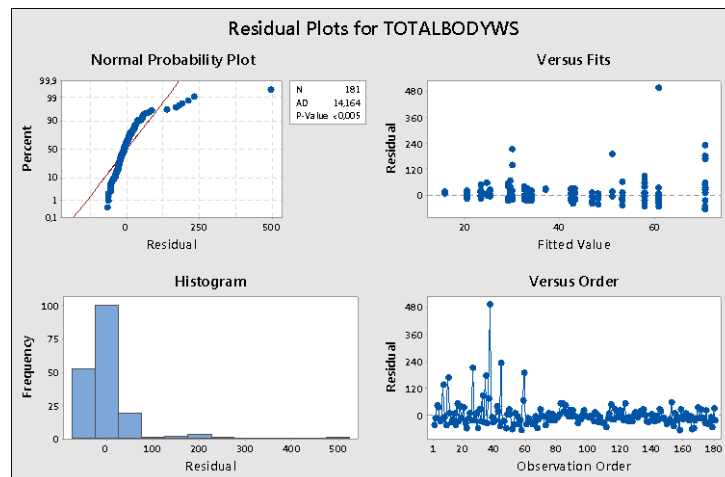 Residual Plots for TOTALBODYWS
Normal Probability Plot
99,9
99
90
50
10
1
0,1
Percent
0
250
500
Residual
N 181
AD 14,164
P-Value <0,005
Versus Fits
480
360
240
120
0
Residual
20
40
60
Fitted Value
Histogram
100
75
50
25
0
Frequency
0
100
200
300
400
500
Residual
Versus Order
480
360
240
120
0
Residual
1
20
40
60
80
100
120
140
160
180
Observation Order